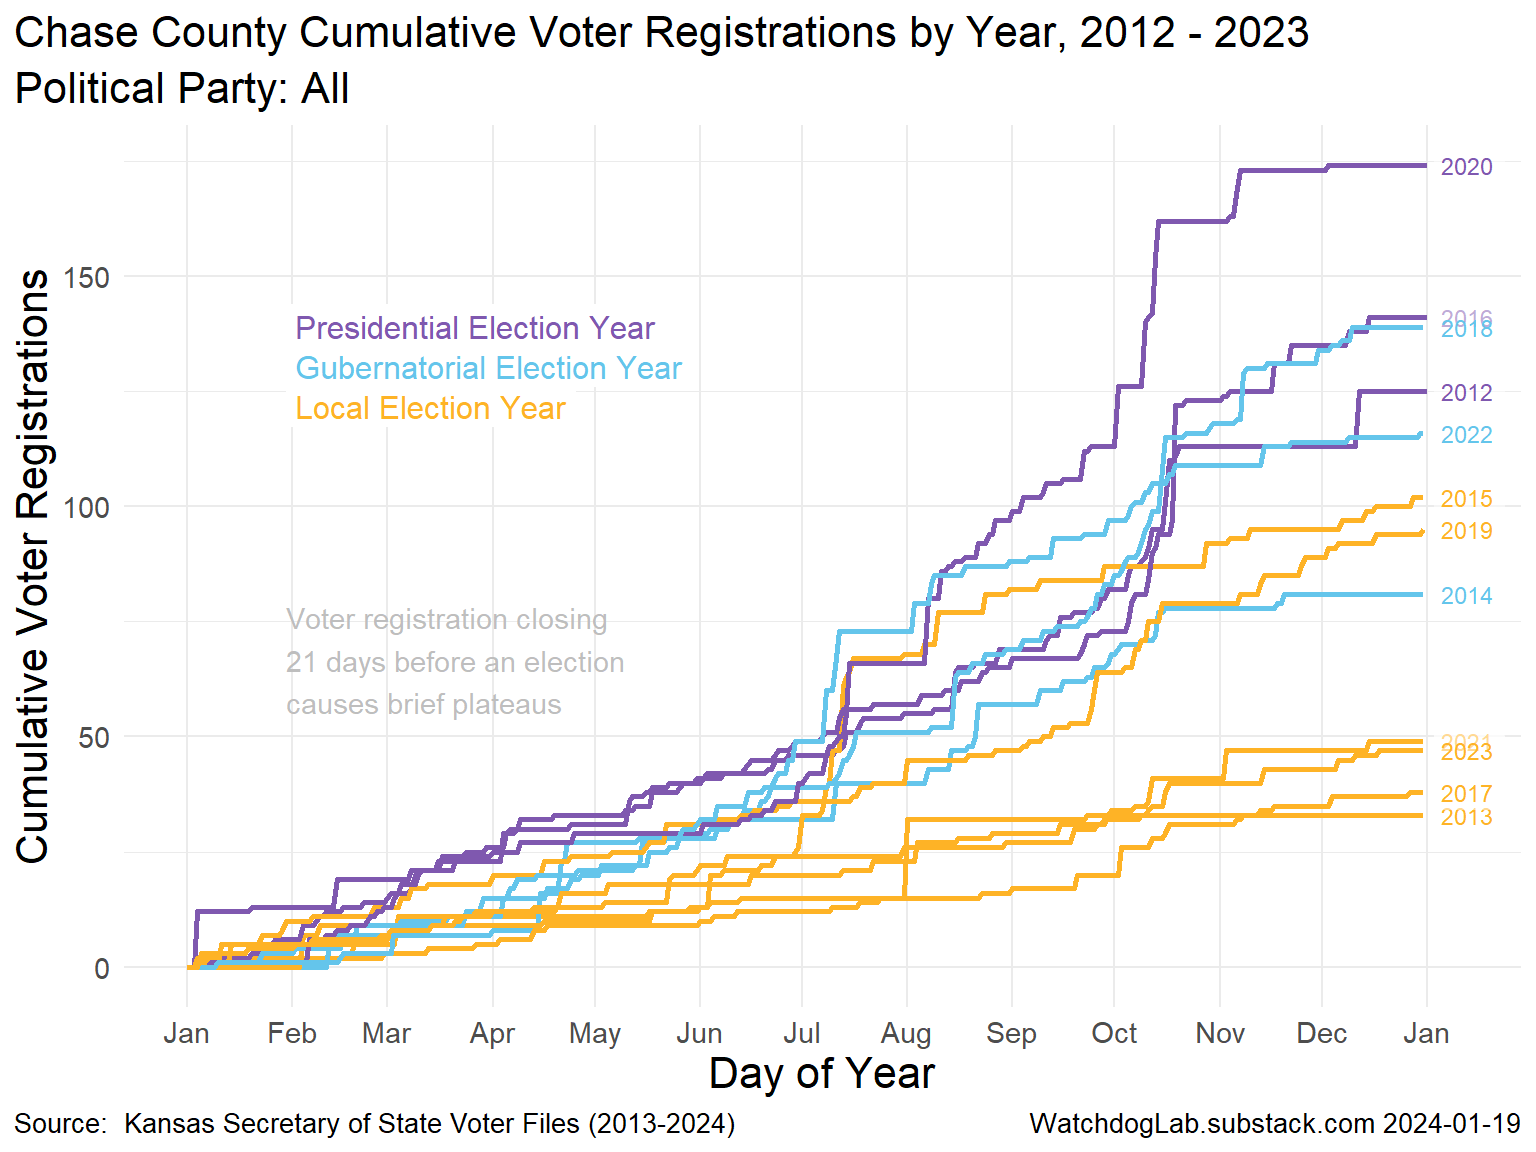 Chase County Cumulative Voter Registrations by Year, 2012 - 2023
Political Party: All
Cumulative Voter Registrations
150
100
50
0
Presidential Election Year
Gubernatorial Election Year
Local Election Year
Voter registration closing
21 days before an election
causes brief plateaus
2020
2016
2018
2012
2022
2015
2019
2014
2021
2023
2017
2013
Jan Feb Mar Apr May Jun Jul Aug Sep Oct Nov Dec Jan
Day of Year
Source:  Kansas Secretary of State Voter Files (2013-2024)
WatchdogLab.substack.com 2024-01-19